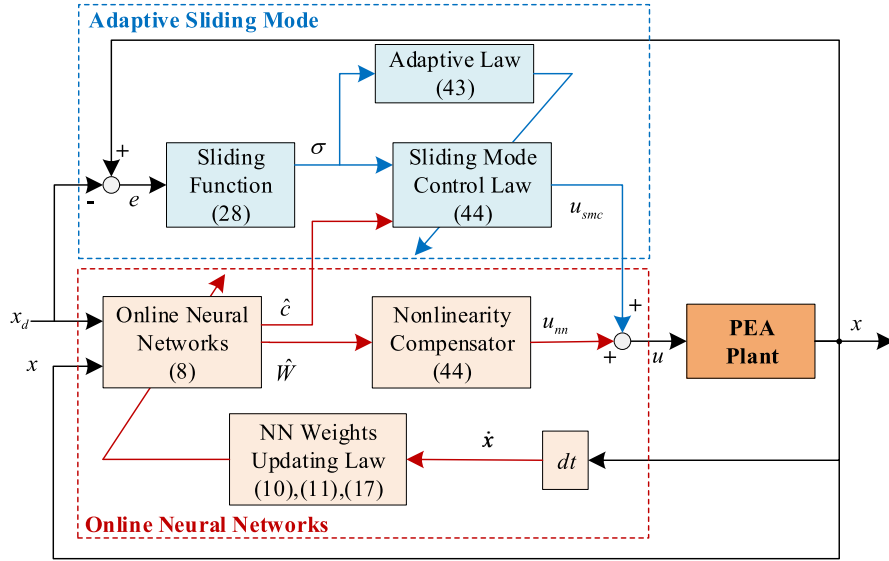 Adaptive Sliding Mode
Adaptive Law
(43)
+
σ
Sliding
Function
(28)
Sliding Mode
Control Law
(44)
-
e
u_smc
x_d
Online Neural
Networks
(8)
ĉ
Ŵ
Nonlinearity
Compensator
(44)
u_nn
+
+
u
PEA
Plant
x
x
NN Weights
Updating Law
(10),(11),(17)
ẋ
dt
Online Neural Networks